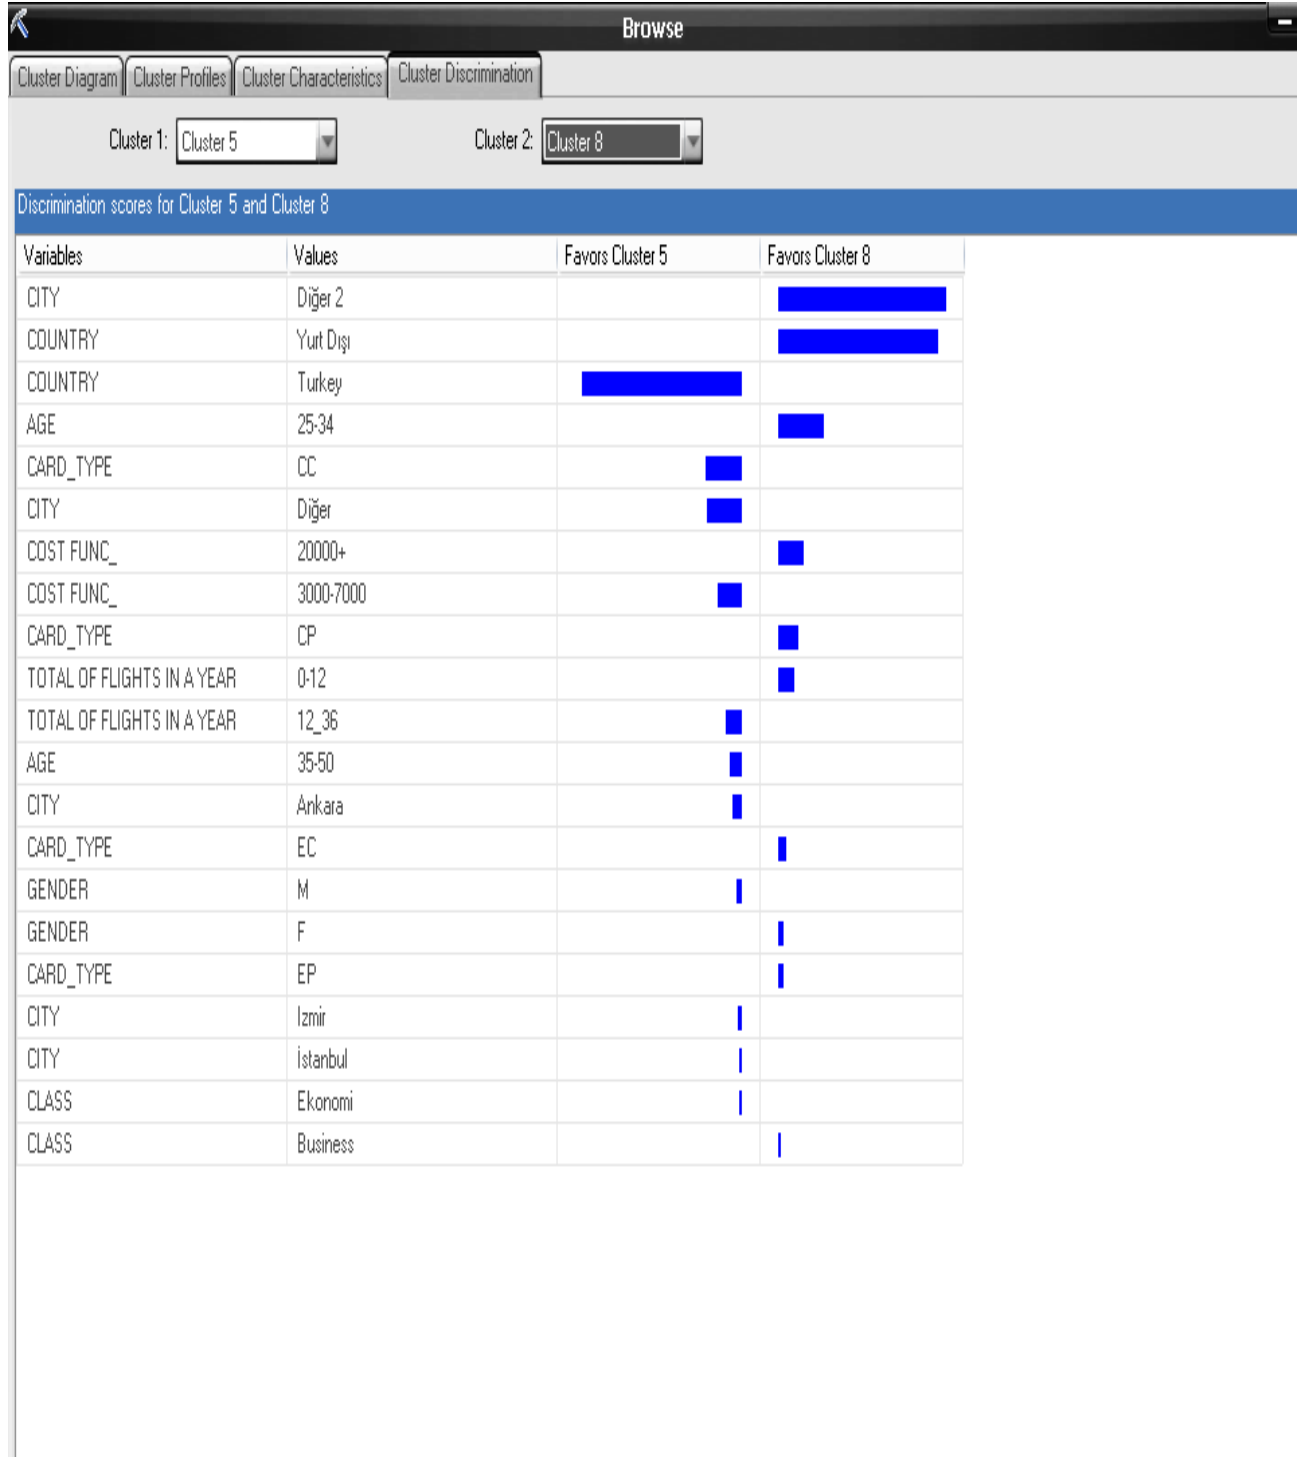 Browse
Cluster Diagram Cluster Profiles Cluster Characteristics Cluster Discrimination
Cluster 1: Cluster 5 Cluster 2: Cluster 8
Discrimination scores for Cluster 5 and Cluster 8
Variables Values Favors Cluster 5 Favors Cluster 8
CITY Diğer 2
COUNTRY Yurt Dışı
COUNTRY Turkey
AGE 25-34
CARD_TYPE CC
CITY Diğer
COST FUNC_ 20000+
COST FUNC_ 3000-7000
CARD_TYPE CP
TOTAL OF FLIGHTS IN A YEAR 0-12
TOTAL OF FLIGHTS IN A YEAR 12_36
AGE 35-50
CITY Ankara
CARD_TYPE EC
GENDER M
GENDER F
CARD_TYPE EP
CITY Izmir
CITY İstanbul
CLASS Ekonomi
CLASS Business